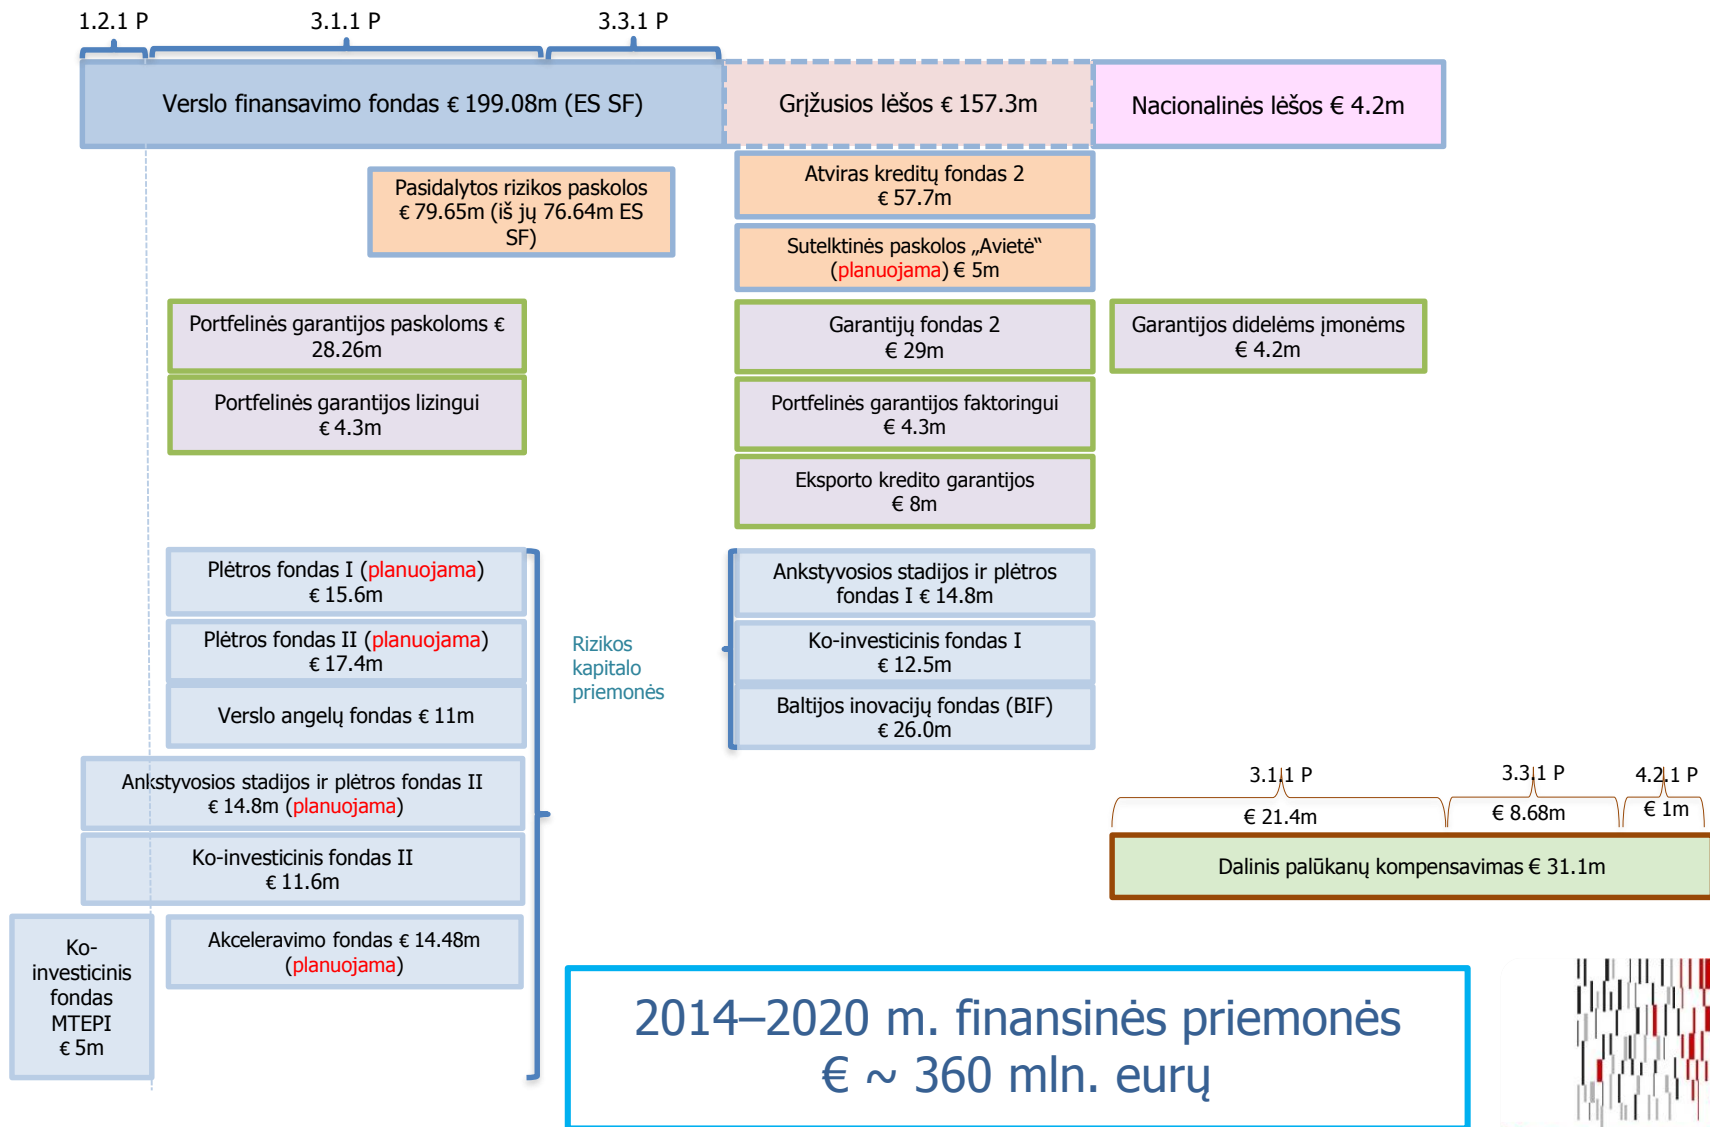 1.2.1 P
3.1.1 P
3.3.1 P
Verslo finansavimo fondas € 199.08m (ES SF)
Grįžusios lėšos € 157.3m
Nacionalinės lėšos € 4.2m
Pasidalytos rizikos paskolos
€ 79.65m (iš jų 76.64m ES
SF)
Atviras kreditų fondas 2
€ 57.7m
Sutelktinės paskolos „Avietė“
(planuojama) € 5m
Portfelinės garantijos paskoloms €
28.26m
Garantijų fondas 2
€ 29m
Garantijos didelėms įmonėms
€ 4.2m
Portfelinės garantijos lizingui
€ 4.3m
Portfelinės garantijos faktoringui
€ 4.3m
Eksporto kredito garantijos
€ 8m
Plėtros fondas I (planuojama)
€ 15.6m
Plėtros fondas II (planuojama)
€ 17.4m
Verslo angelų fondas € 11m
Ankstyvosios stadijos ir plėtros fondas II
€ 14.8m (planuojama)
Ko-investicinis fondas II
€ 11.6m
Ko-
investicinis
fondas
MTEPI
€ 5m
Akceleravimo fondas € 14.48m
(planuojama)
Rizikos
kapitalo
priemonės
Ankstyvosios stadijos ir plėtros
fondas I € 14.8m
Ko-investicinis fondas I
€ 12.5m
Baltijos inovacijų fondas (BIF)
€ 26.0m
3.1.1 P
3.3.1 P
4.2.1 P
€ 21.4m
€ 8.68m
€ 1m
Dalinis palūkanų kompensavimas € 31.1m
2014–2020 m. finansinės priemonės
€ ~ 360 mln. eurų